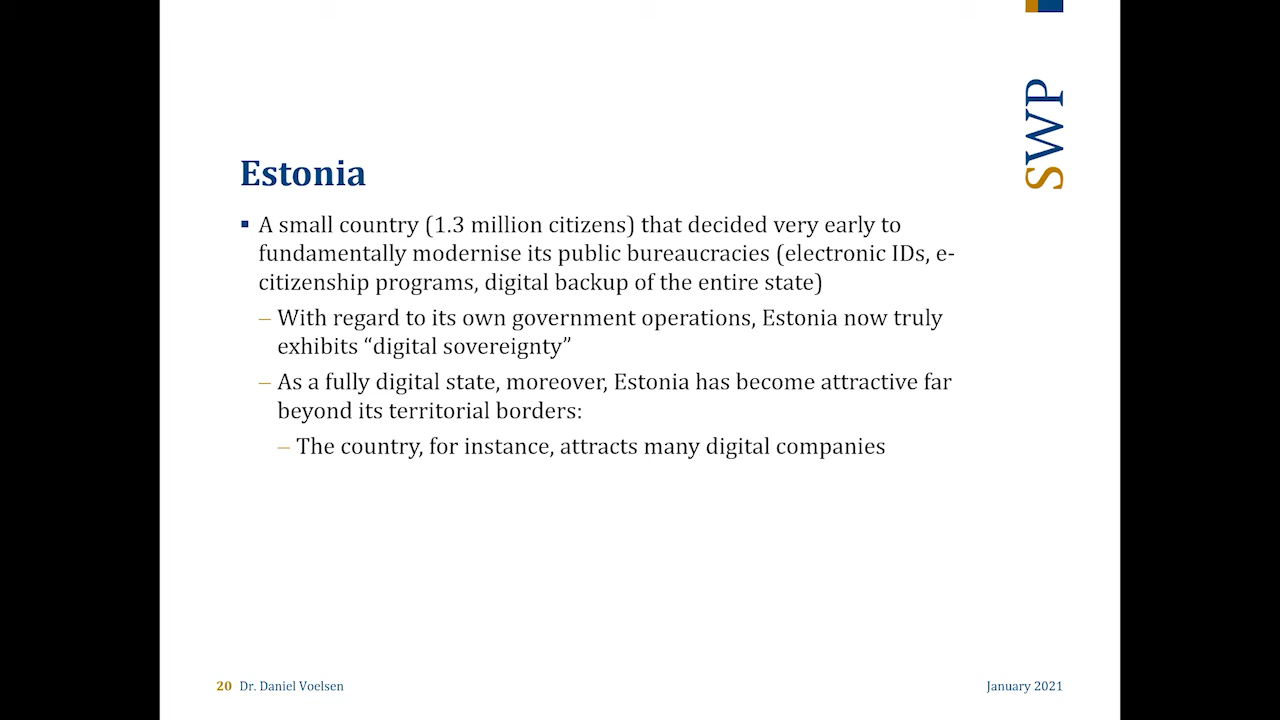 SWP
Estonia
▪ A small country (1.3 million citizens) that decided very early to
fundamentally modernise its public bureaucracies (electronic IDs, e-
citizenship programs, digital backup of the entire state)
– With regard to its own government operations, Estonia now truly
exhibits “digital sovereignty”
– As a fully digital state, moreover, Estonia has become attractive far
beyond its territorial borders:
– The country, for instance, attracts many digital companies
20 Dr. Daniel Voelsen
January 2021